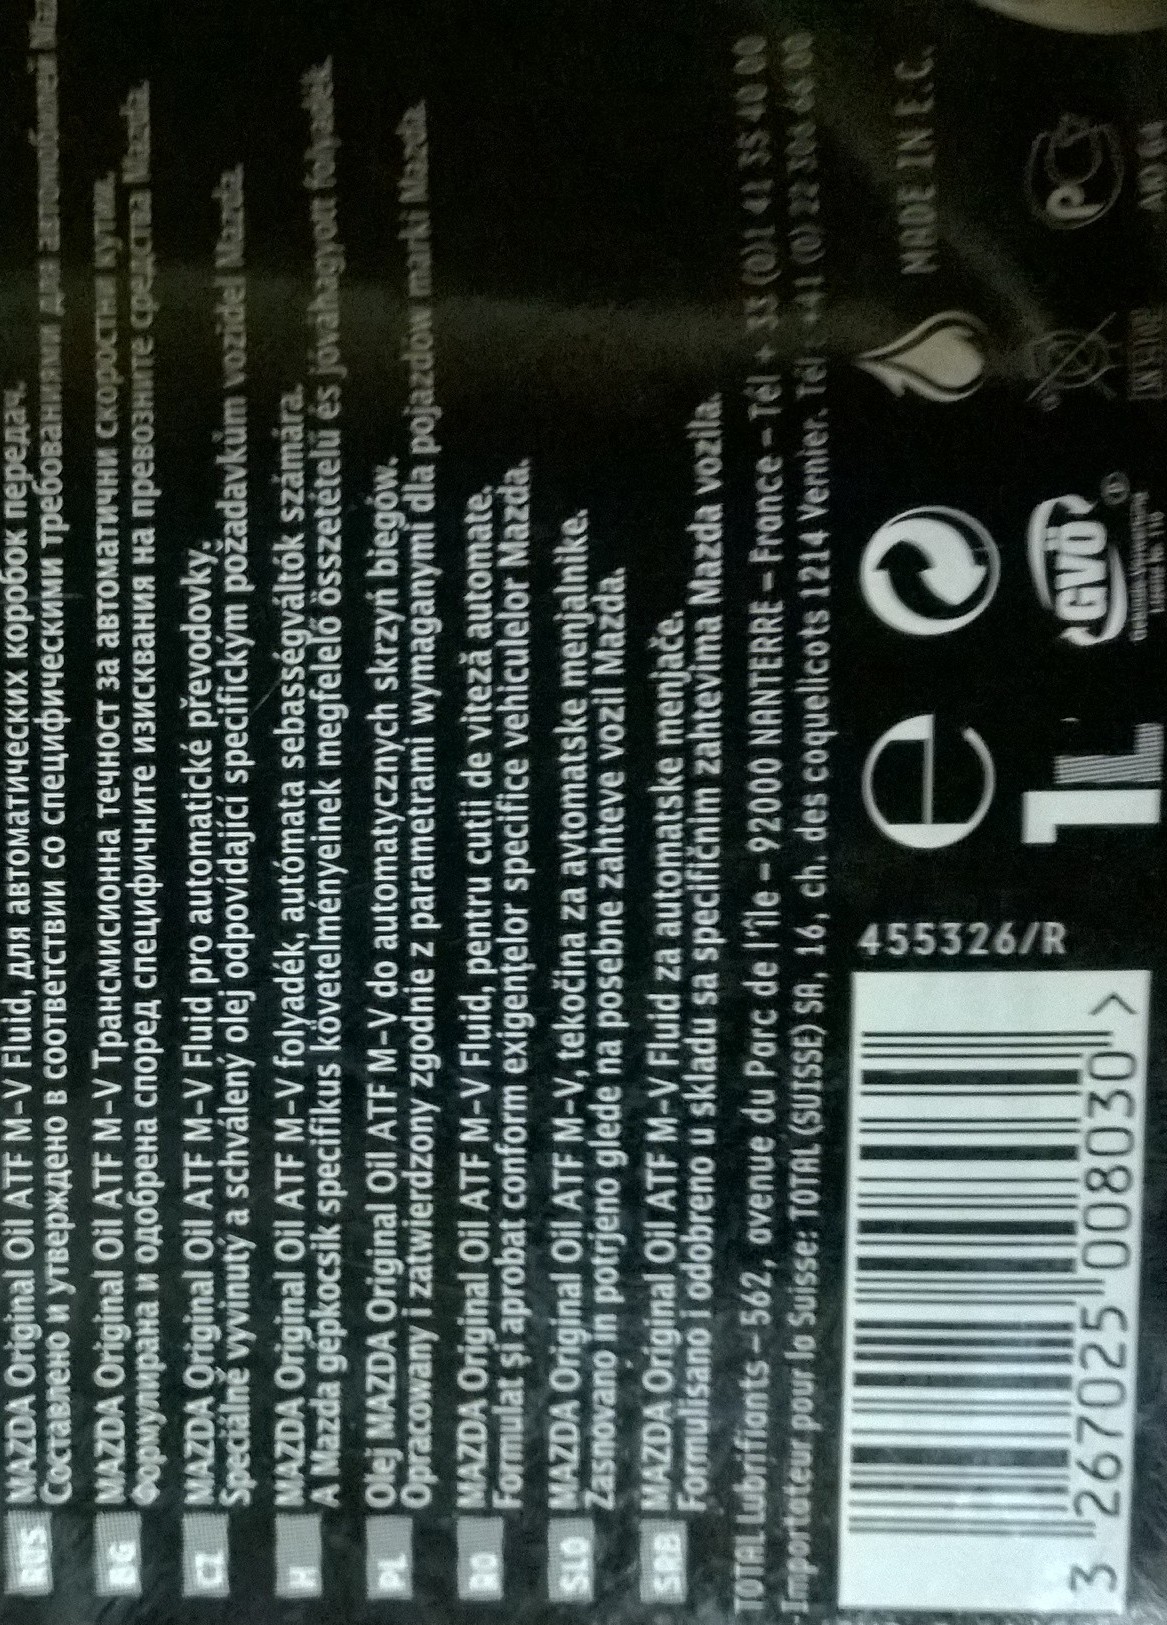 RUS MAZDA Original Oil ATF M-V Fluid, для автоматических коробок передач.
Составлено и утверждено в соответствии со специфическими требованиями для автомобилей
BG MAZDA Original Oil ATF M-V Трансмисионна течност за автоматични скоростни кутии.
Формулирана и одобрена според специфичните изисквания на превозните средства Mazda.
CZ MAZDA Original Oil ATF M-V Fluid pro automatické převodovky.
Speciálně vyvinutý a schválený olej odpovídající specifickým požadavkům vozidel Mazda.
H MAZDA Original Oil ATF M-V folyadék, autómata sebasségváltók számára.
A Mazda gépkocsik specifikus követelményeinek megfelelő összetételű és jóváhagyott folyadék.
PL Olej MAZDA Original Oil ATF M-V do automatycznych skrzyń biegów.
Opracowany i zatwierdzony zgodnie z parametrami wymaganymi dla pojazdów marki Mazda.
RO MAZDA Original Oil ATF M-V Fluid, pentru cutii de viteză automate.
Formulat și aprobat conform exigențelor specifice vehiculelor Mazda.
SLO MAZDA Original Oil ATF M-V, tekočina za avtomatske menjalnike.
Zasnovano in potrjeno glede na posebne zahteve vozil Mazda.
SRB MAZDA Original Oil ATF M-V Fluid za automatske menjače.
Formulisano i odobreno u skladu sa specifičnim zahtevima Mazda vozila.
TOTAL Lubrifiants - 562, avenue du Parc de l'île - 92000 NANTERRE - France - Tél + 33 (0)1 41 35 40 00
Importateur pour la Suisse: TOTAL (SUISSE) SA, 16, ch. des coquelicots 1214 Vernier. Tél +41 (0) 22 306 64 00
455326/R
e
MADE IN E.C.
1L
GVÖ
PC
3 267025 008030 >